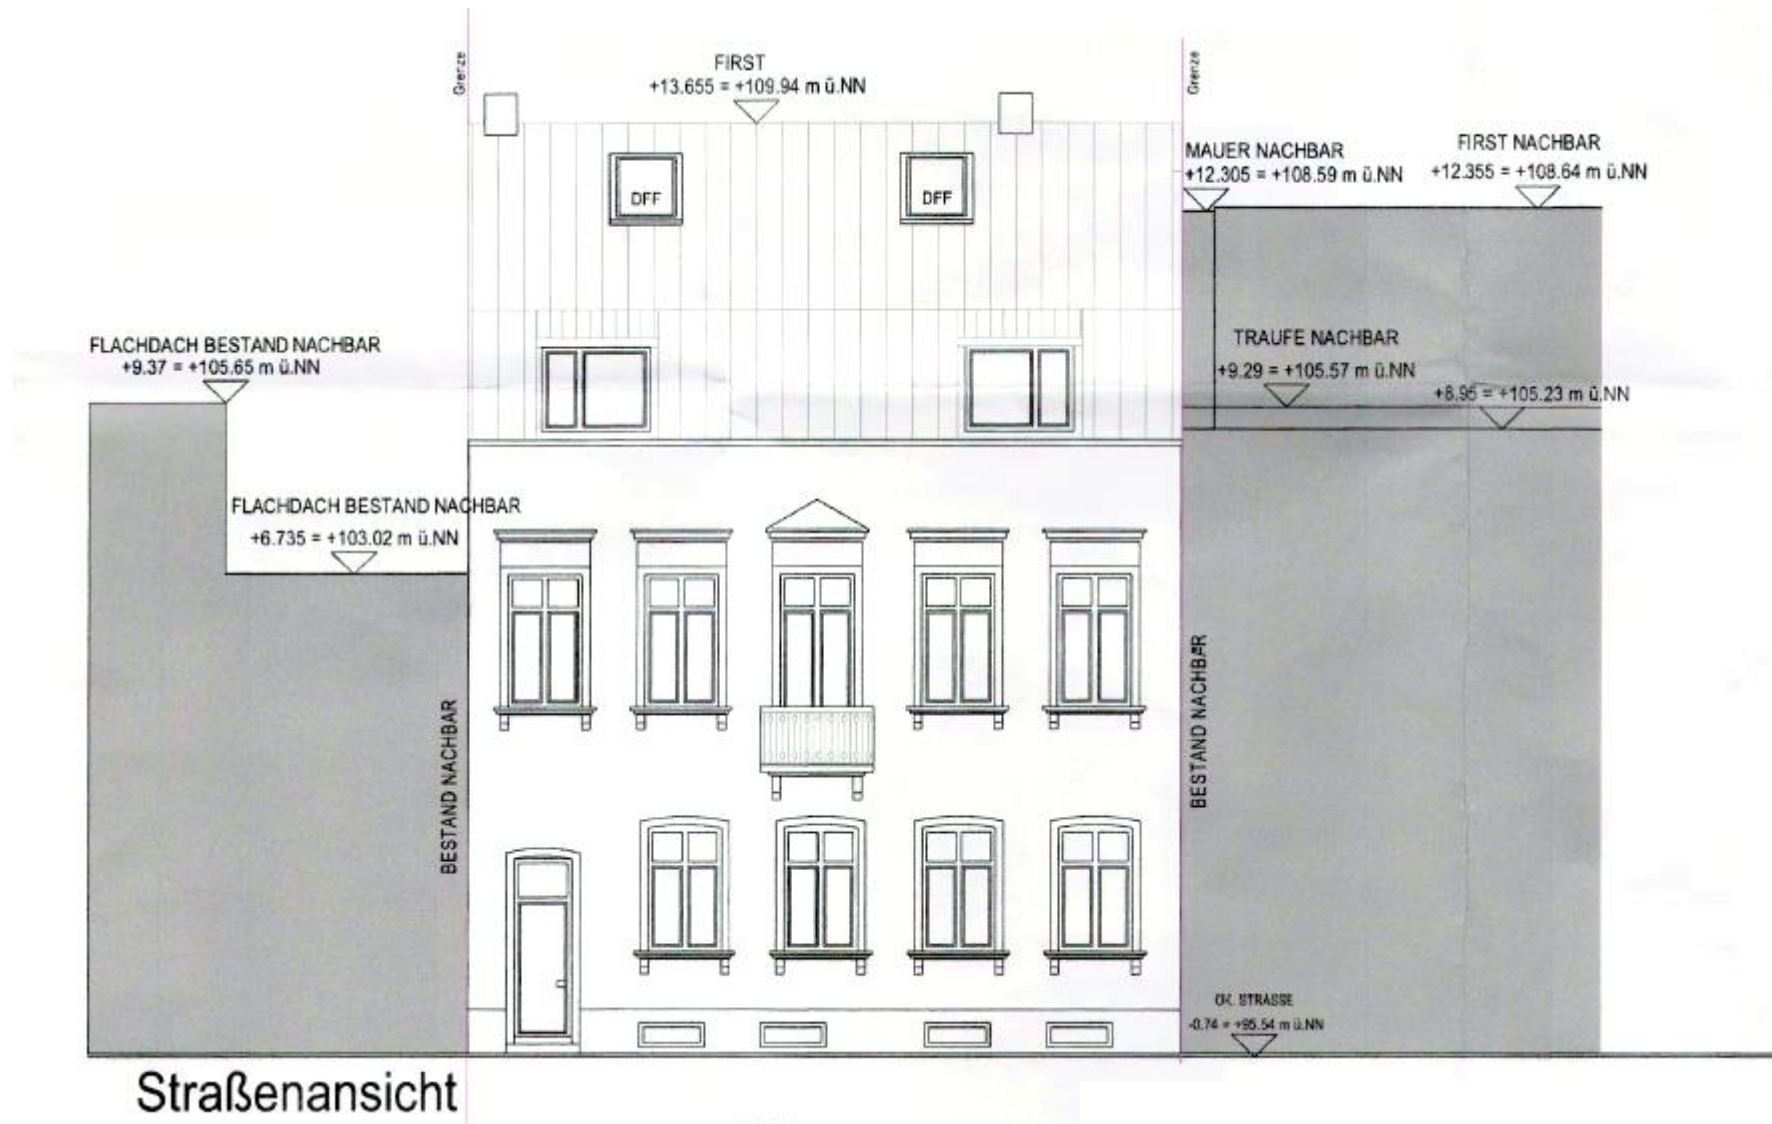 Grenze
FIRST
+13.655 = +109.94 m ü.NN
Grenze
DFF
DFF
MAUER NACHBAR
+12.305 = +108.59 m ü.NN
FIRST NACHBAR
+12.355 = +108.64 m ü.NN
FLACHDACH BESTAND NACHBAR
+9.37 = +105.65 m ü.NN
TRAUFE NACHBAR
+9.29 = +105.57 m ü.NN
+8.95 = +105.23 m ü.NN
FLACHDACH BESTAND NACHBAR
+6.735 = +103.02 m ü.NN
BESTAND NACHBAR
BESTAND NACHBAR
OK. STRASSE
-0.74 = +95.54 m ü.NN
Straßenansicht